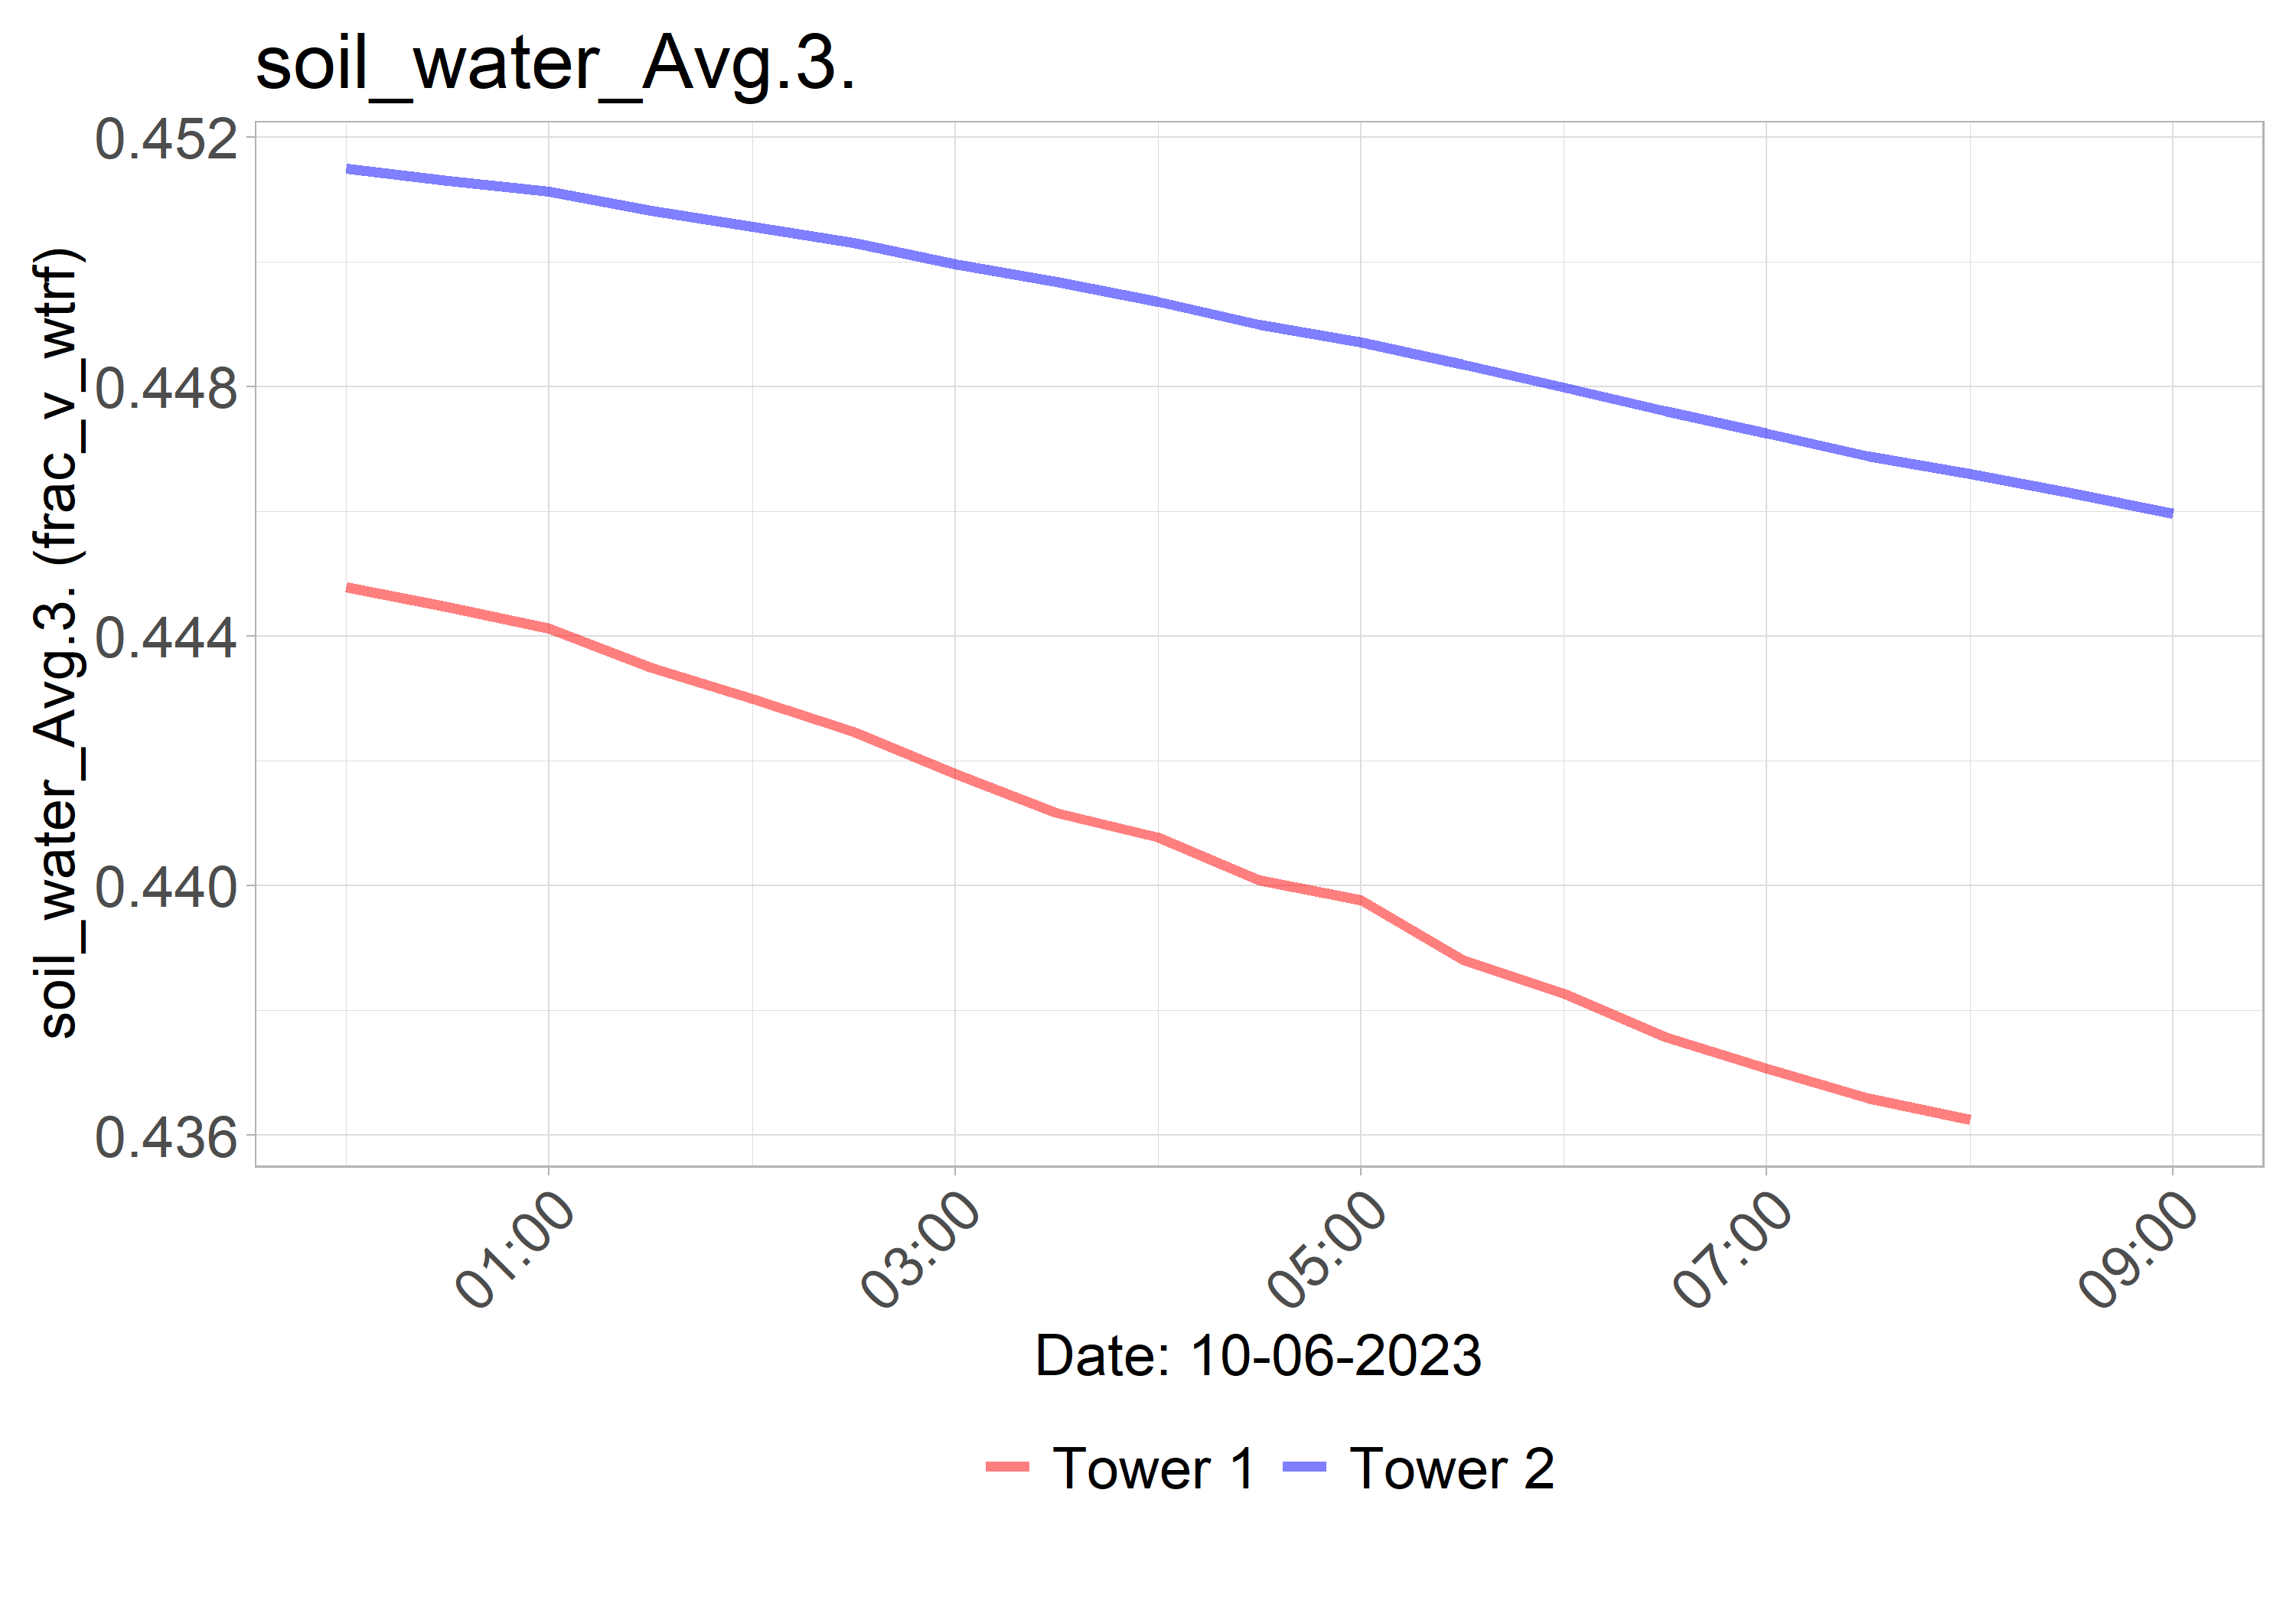 soil_water_Avg.3.
soil_water_Avg.3. (frac_v_wtrf)
0.452
0.448
0.444
0.440
0.436
01:00
03:00
05:00
07:00
09:00
Date: 10-06-2023
Tower 1
Tower 2